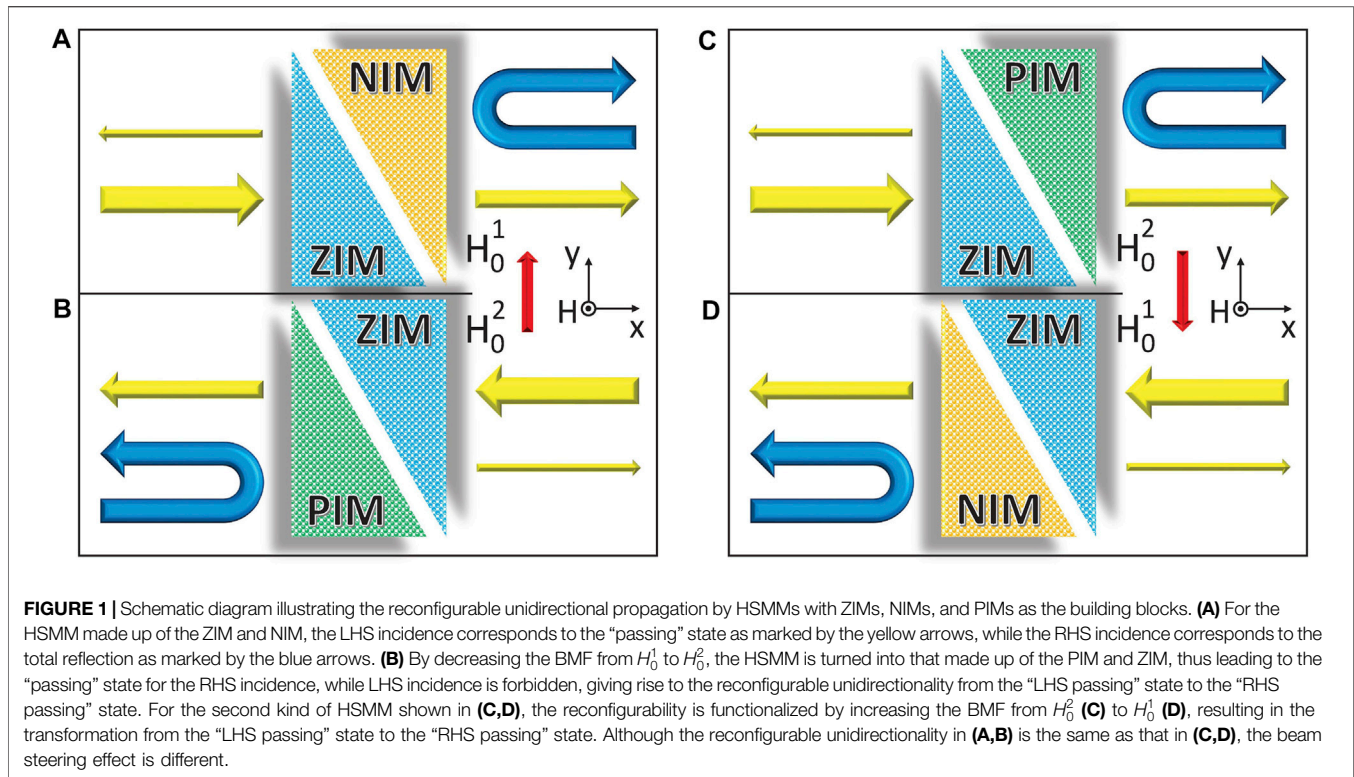 A
NIM
ZIM
C
PIM
ZIM
H₀¹
H₀²
y
H
x
H₀²
H₀¹
y
H
x
B
ZIM
PIM
D
ZIM
NIM
FIGURE 1 | Schematic diagram illustrating the reconfigurable unidirectional propagation by HSMMs with ZIMs, NIMs, and PIMs as the building blocks. (A) For the
HSMM made up of the ZIM and NIM, the LHS incidence corresponds to the “passing” state as marked by the yellow arrows, while the RHS incidence corresponds to the
total reflection as marked by the blue arrows. (B) By decreasing the BMF from H₀¹ to H₀², the HSMM is turned into that made up of the PIM and ZIM, thus leading to the
“passing” state for the RHS incidence, while LHS incidence is forbidden, giving rise to the reconfigurable unidirectionality from the “LHS passing” state to the “RHS
passing” state. For the second kind of HSMM shown in (C,D), the reconfigurability is functionalized by increasing the BMF from H₀² (C) to H₀¹ (D), resulting in the
transformation from the “LHS passing” state to the “RHS passing” state. Although the reconfigurable unidirectionality in (A,B) is the same as that in (C,D), the beam
steering effect is different.